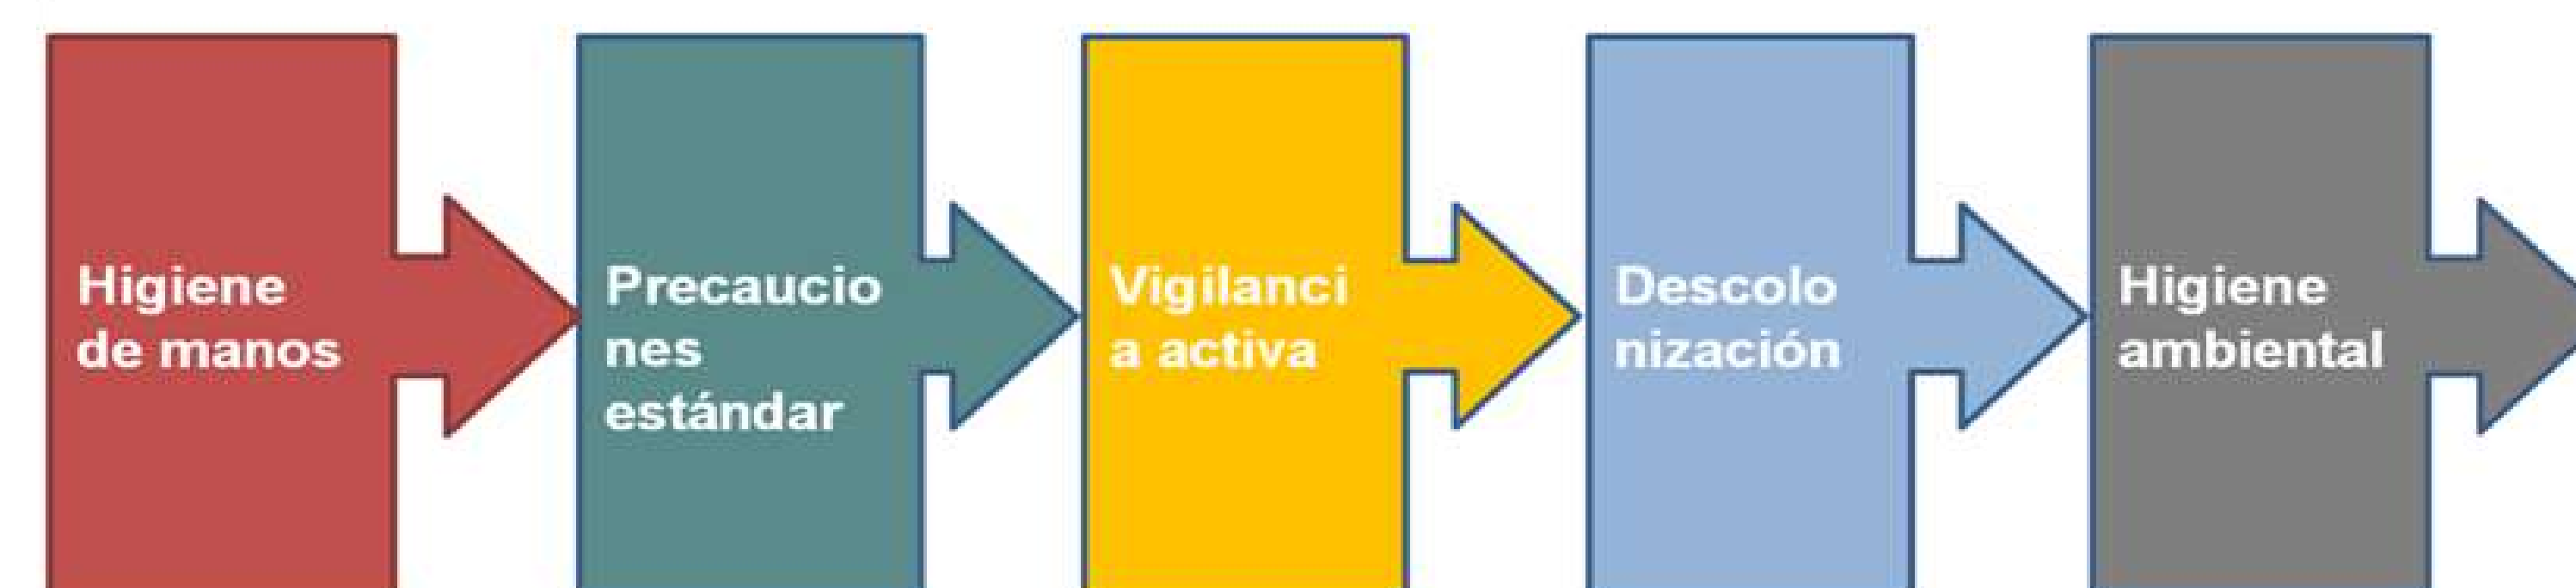 Higiene
de manos
Precaucio
nes
estándar
Vigilanci
a activa
Descolo
nización
Higiene
ambiental